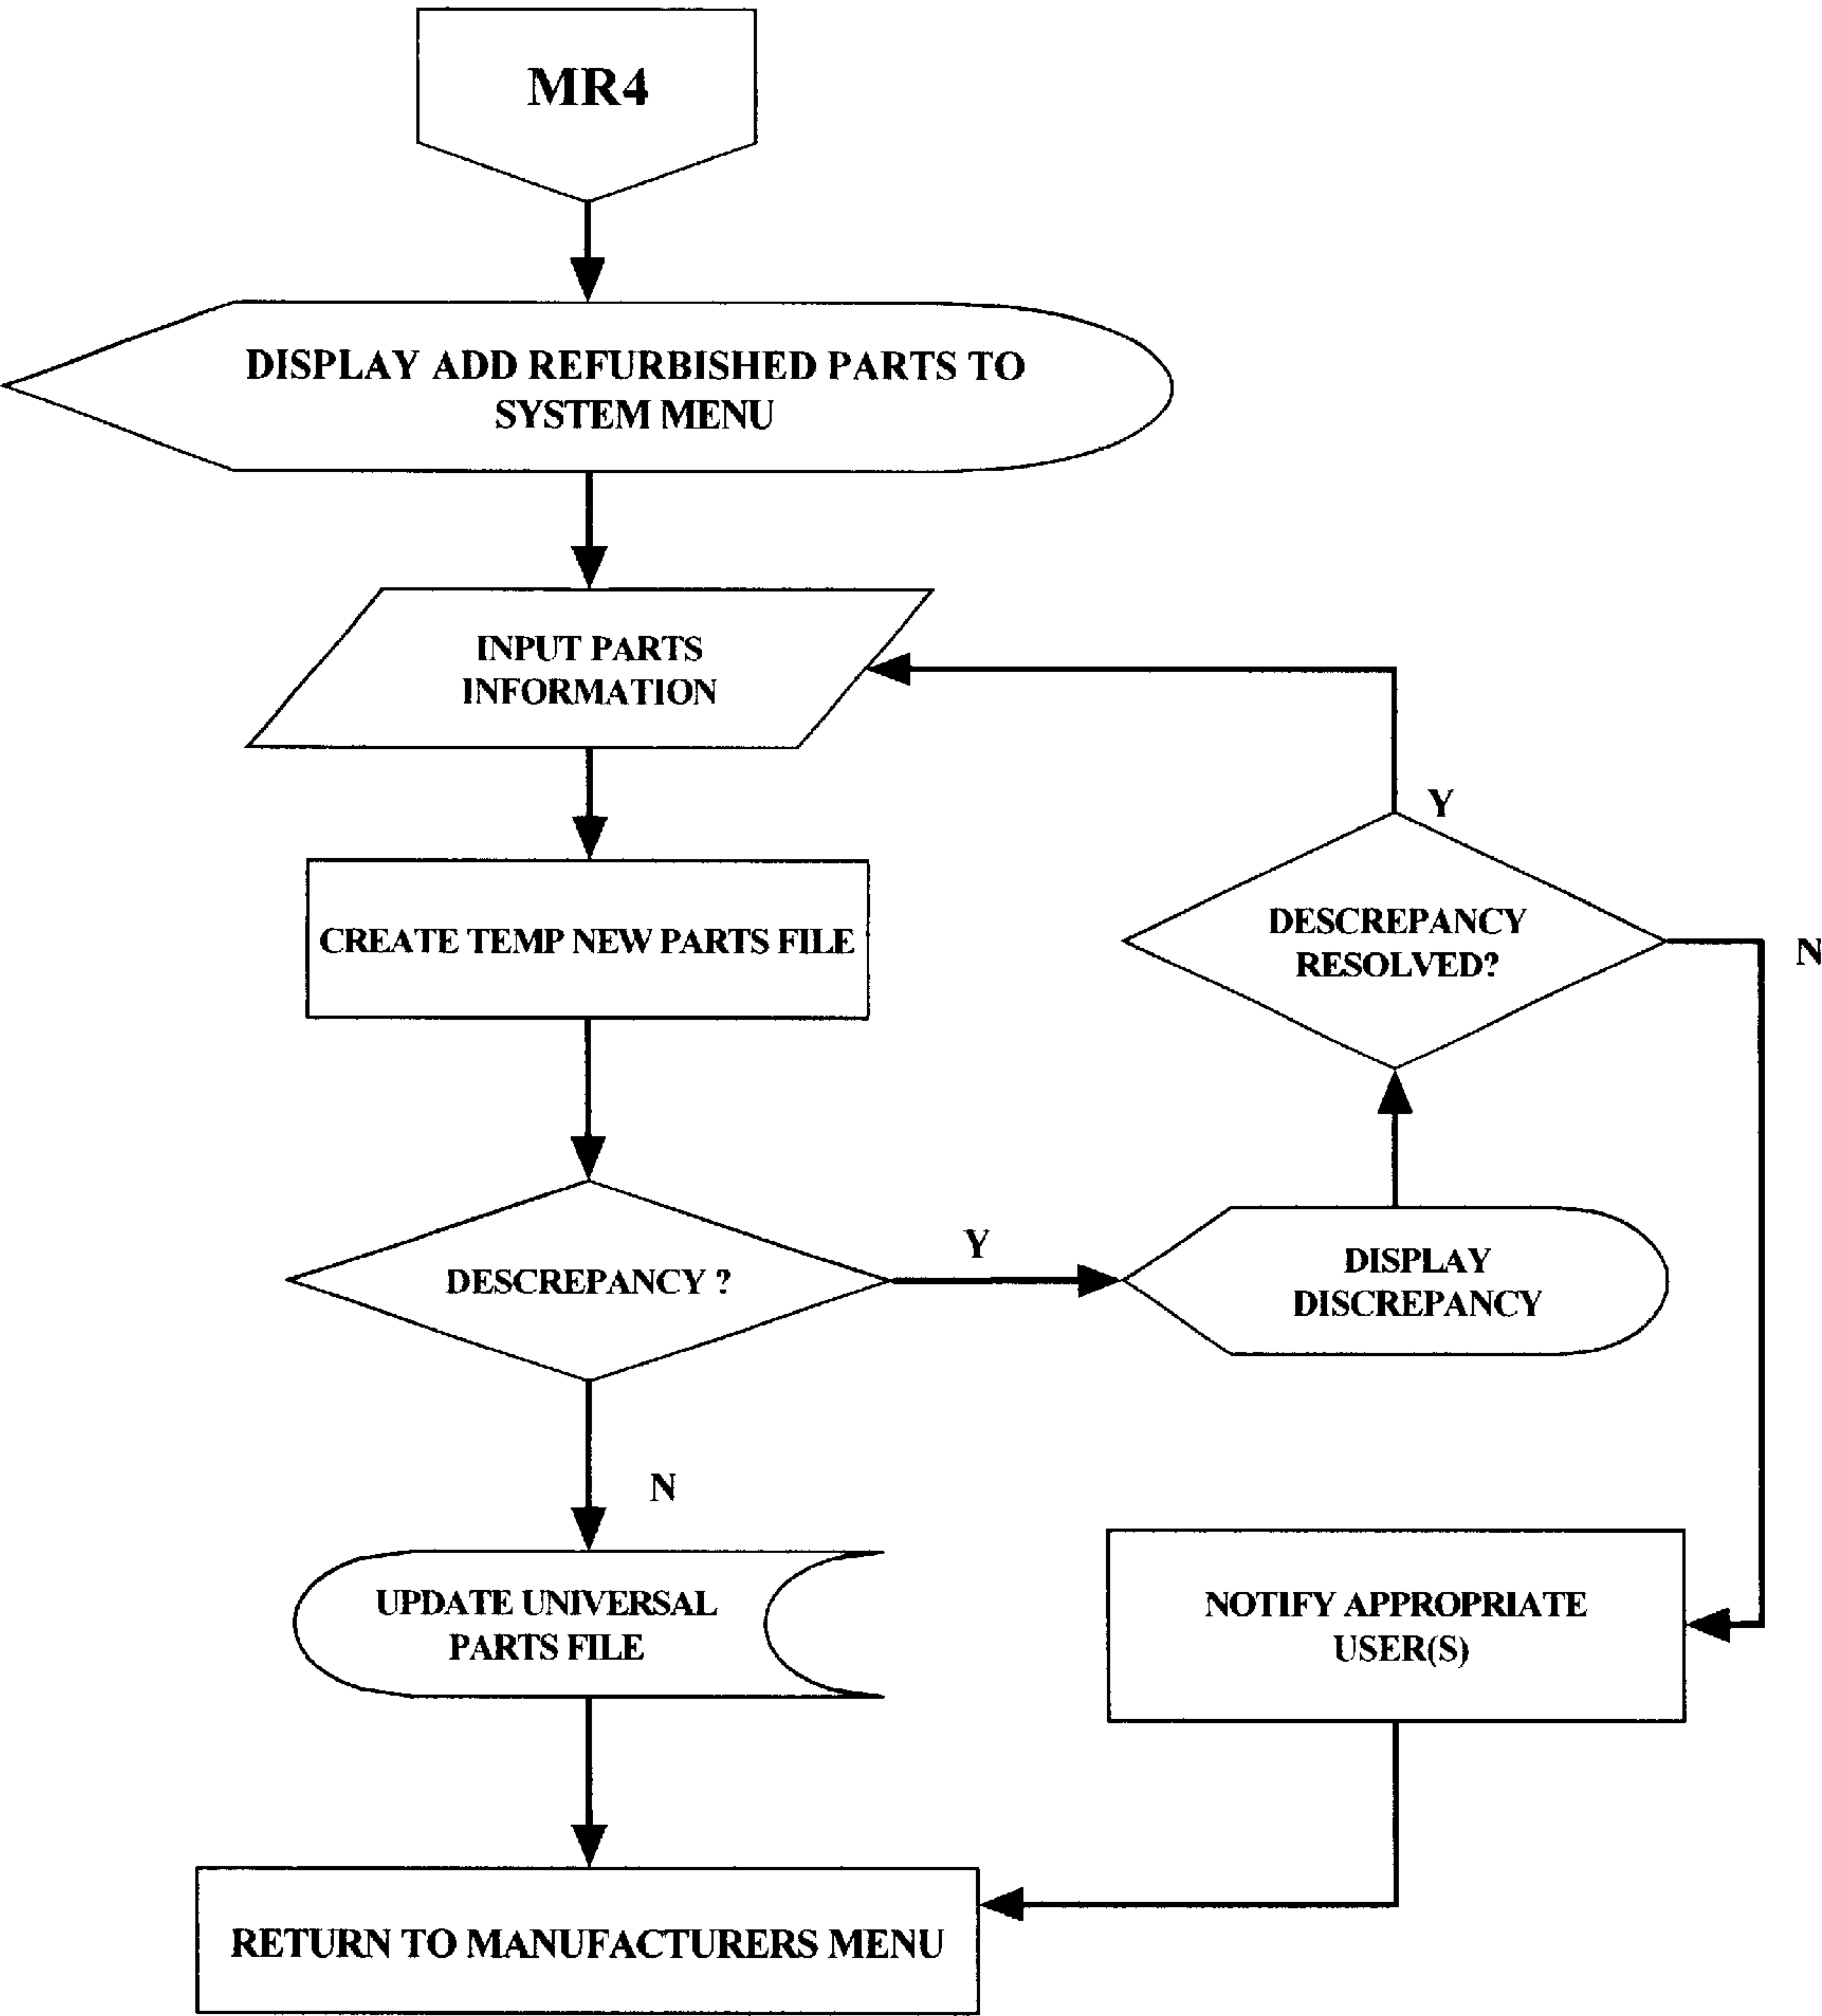 MR4
DISPLAY ADD REFURBISHED PARTS TO
SYSTEM MENU
INPUT PARTS
INFORMATION
Y
CREATE TEMP NEW PARTS FILE
DESCREPANCY
RESOLVED?
N
DESCREPANCY ?
Y
DISPLAY
DISCREPANCY
N
UPDATE UNIVERSAL
PARTS FILE
NOTIFY APPROPRIATE
USER(S)
RETURN TO MANUFACTURERS MENU